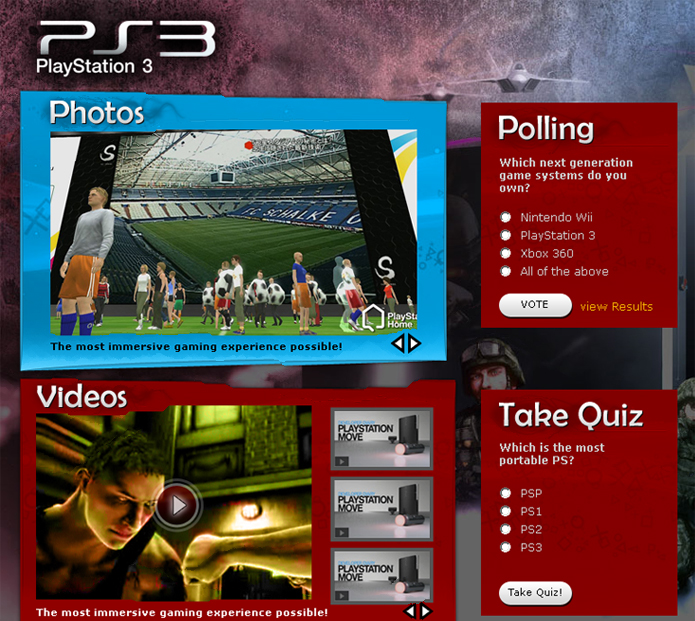 PS3
PlayStation 3
Photos
FC SCHALKE 0
PlaySta
Home
The most immersive gaming experience possible!
Videos
PLAYSTATION
MOVE
PLAYSTATION
MOVE
PLAYSTATION
MOVE
The most immersive gaming experience possible!
Polling
Which next generation
game systems do you
own?
Nintendo Wii
PlayStation 3
Xbox 360
All of the above
VOTE
view Results
Take Quiz
Which is the most
portable PS?
PSP
PS1
PS2
PS3
Take Quiz!